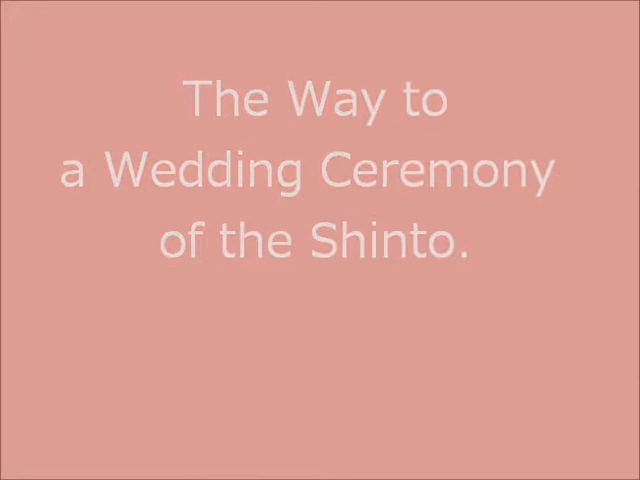 The Way to
a Wedding Ceremony
of the Shinto.